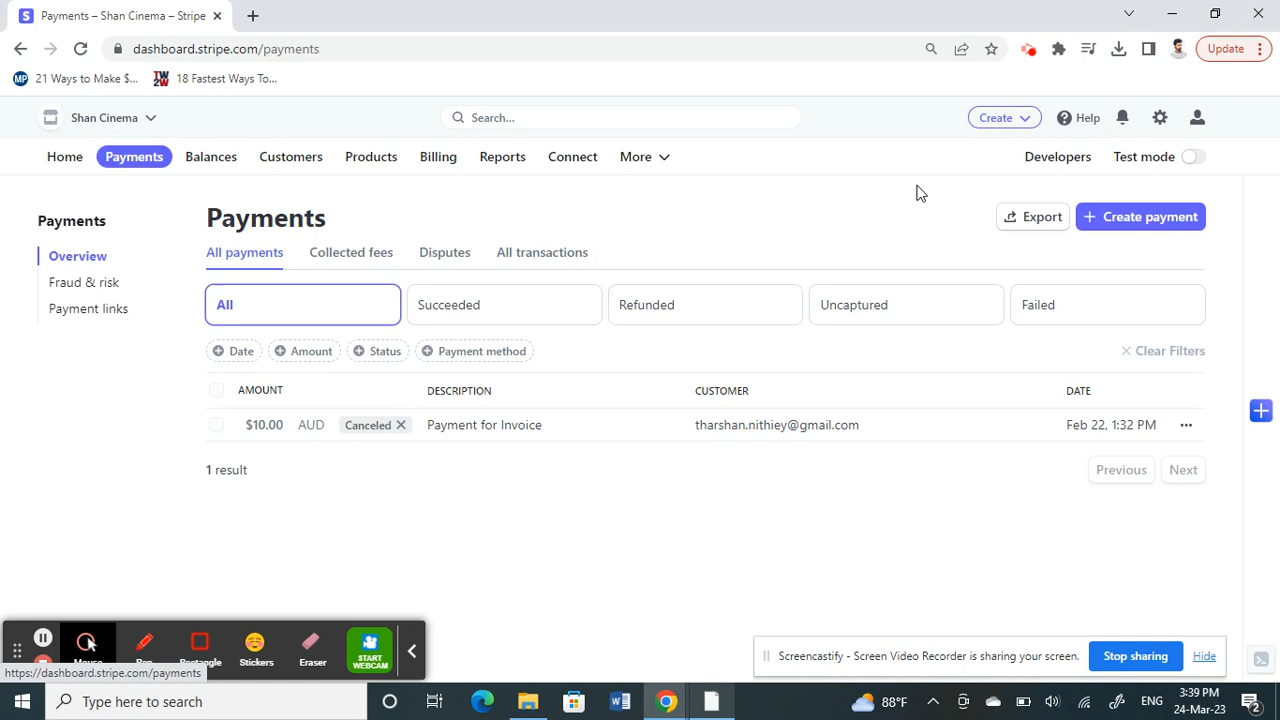 Payments – Shan Cinema – Stripe
dashboard.stripe.com/payments
Update
MP 21 Ways to Make $...
TW2W 18 Fastest Ways To...
Shan Cinema
Search...
Create
Help
Home
Payments
Balances
Customers
Products
Billing
Reports
Connect
More
Developers
Test mode
Payments
Overview
Fraud & risk
Payment links
Payments
Export
Create payment
All payments
Collected fees
Disputes
All transactions
All
Succeeded
Refunded
Uncaptured
Failed
Date
Amount
Status
Payment method
Clear Filters
AMOUNT DESCRIPTION CUSTOMER DATE
$10.00 AUD Canceled Payment for Invoice tharshan.nithiey@gmail.com Feb 22, 1:32 PM
1 result
Previous
Next
Mouse
Pen
Rectangle
Stickers
Eraser
START
WEBCAM
https://dashboard.stripe.com/payments
Screencastify - Screen Video Recorder is sharing your screen.
Stop sharing
Hide
Type here to search
88°F
ENG
3:39 PM
24-Mar-23
2